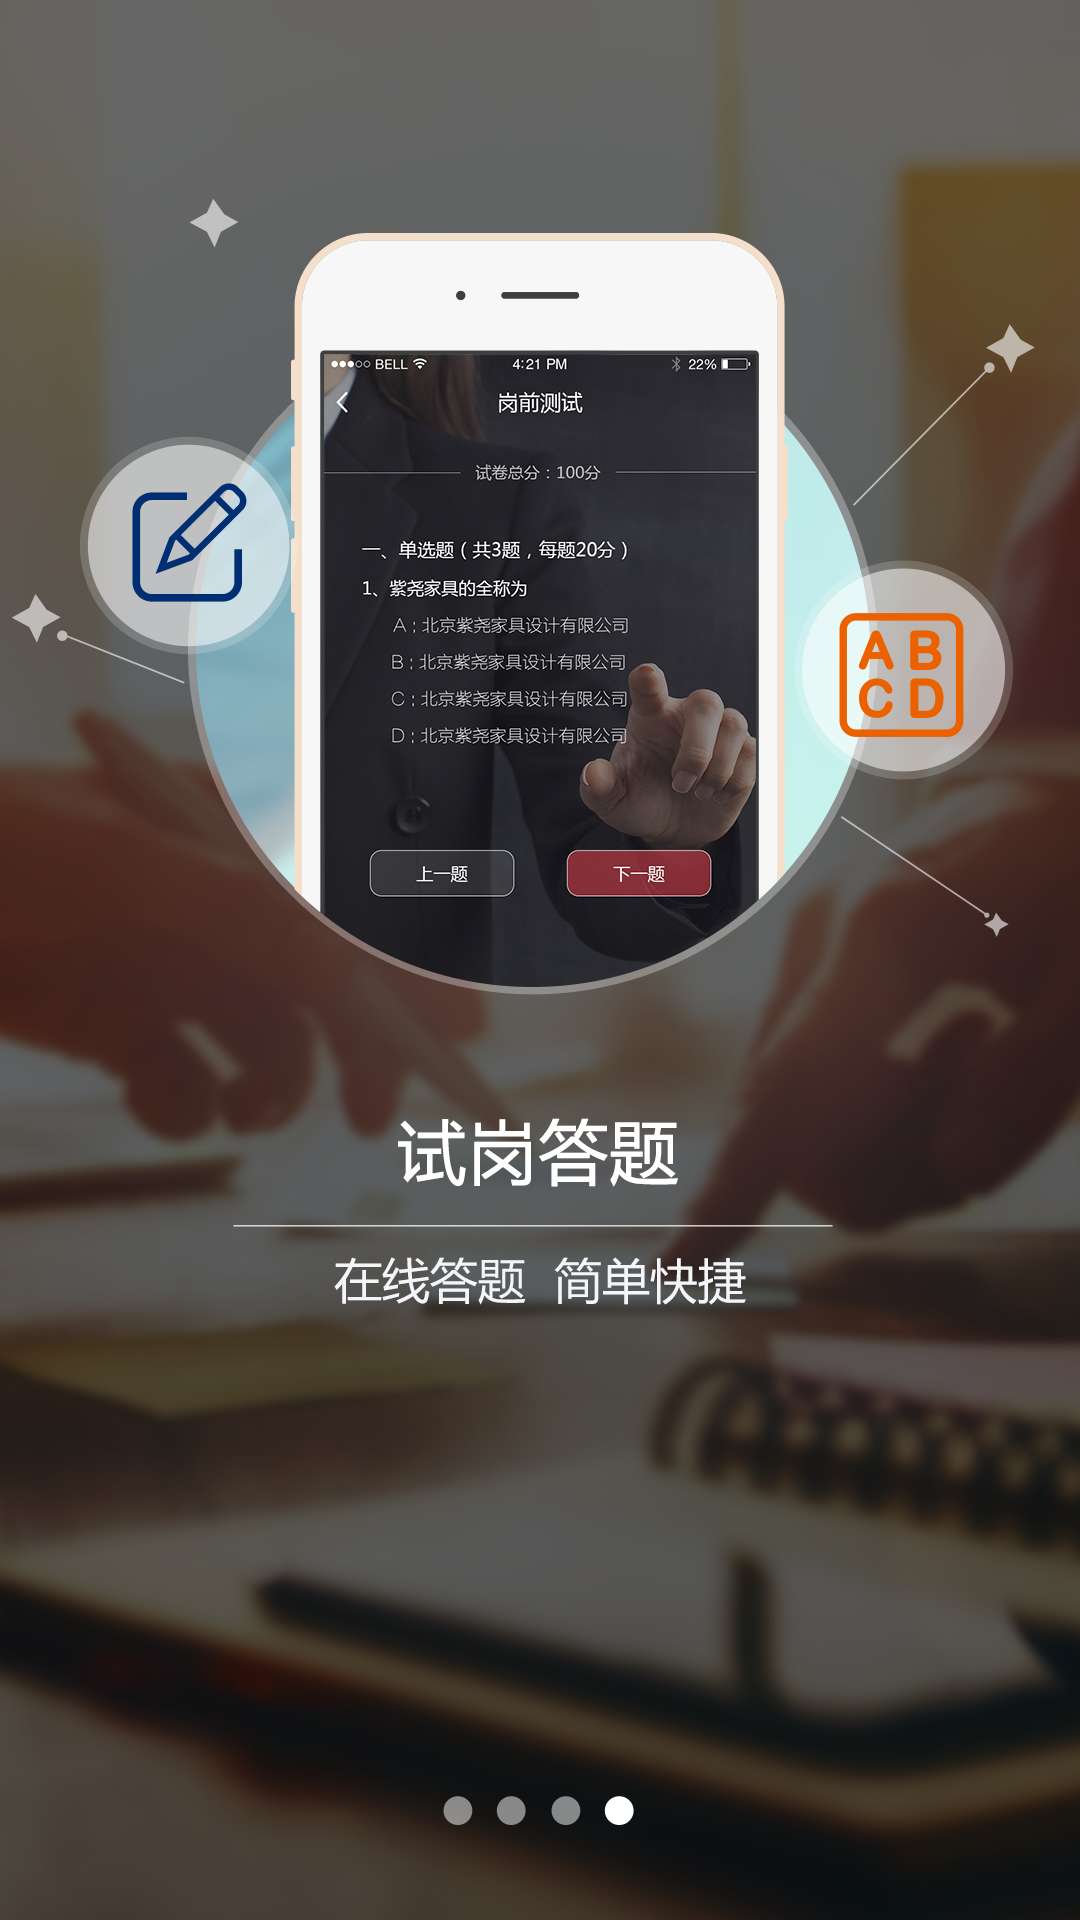 BELL 4:21 PM 22%
岗前测试
试卷总分：100分
一、单选题（共3题，每题20分）
1、紫尧家具的全称为
A；北京紫尧家具设计有限公司
B；北京紫尧家具设计有限公司
C；北京紫尧家具设计有限公司
D；北京紫尧家具设计有限公司
上一题 下一题
A B
C D
试岗答题
在线答题 简单快捷